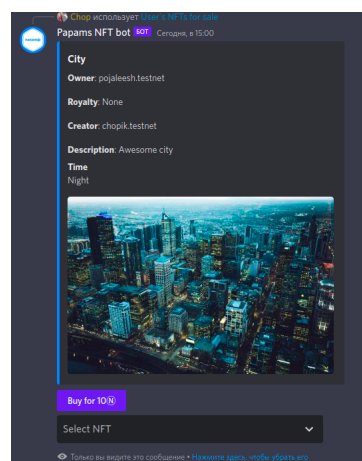 Chop использует User's NFTs for sale
Papams NFT bot БОТ Сегодня, в 15:00
City
Owner: pojaleesh.testnet
Royalty: None
Creator: chopik.testnet
Description: Awesome city
Time
Night
Buy for 10Ⓝ
Select NFT
Только вы видите это сообщение • Нажмите здесь, чтобы убрать его